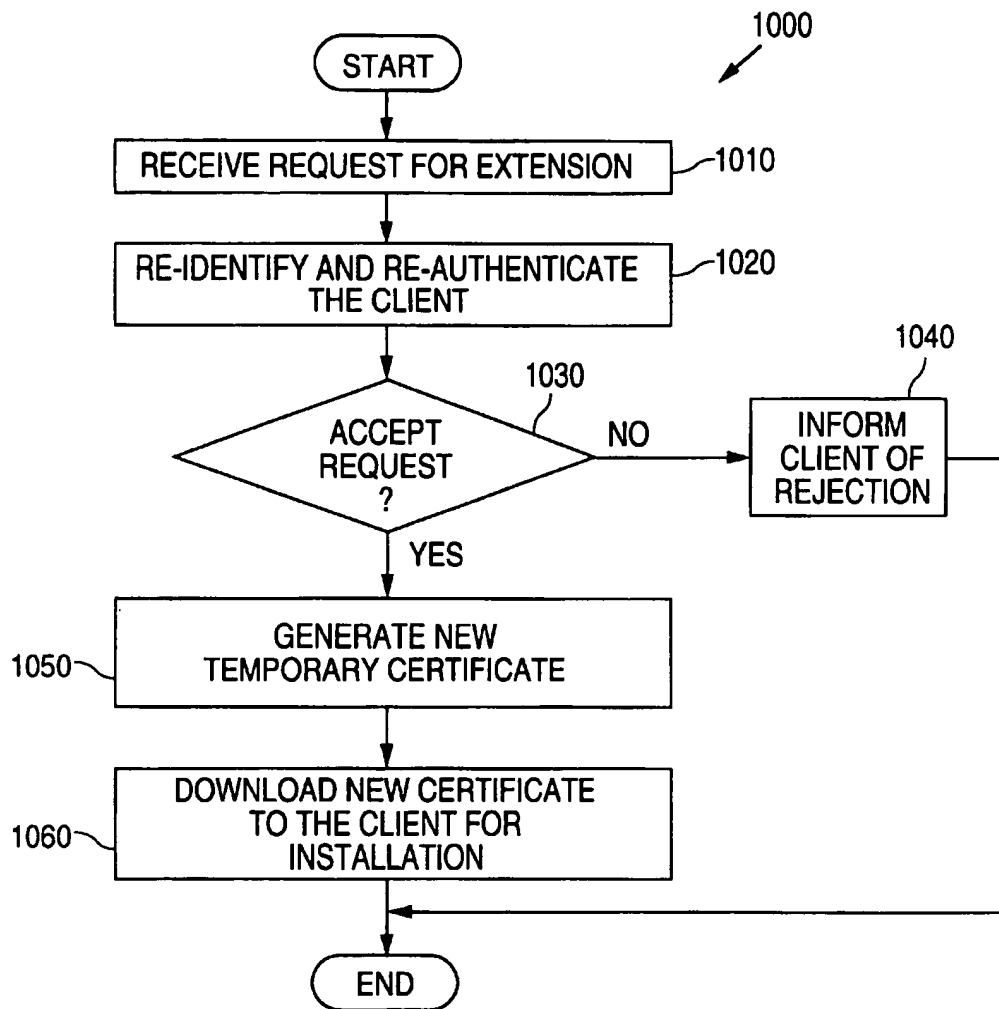 1000
START
RECEIVE REQUEST FOR EXTENSION
1010
RE-IDENTIFY AND RE-AUTHENTICATE
THE CLIENT
1020
1030
ACCEPT
REQUEST
?
NO
1040
INFORM
CLIENT OF
REJECTION
YES
GENERATE NEW
TEMPORARY CERTIFICATE
1050
DOWNLOAD NEW CERTIFICATE
TO THE CLIENT FOR
INSTALLATION
1060
END